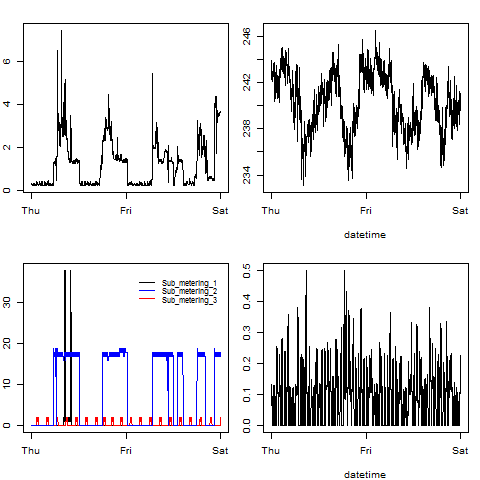 0 2 4 6
Thu Fri Sat
234 238 242 246
Thu Fri Sat
datetime
0 10 20 30
Sub_metering_1
Sub_metering_2
Sub_metering_3
Thu Fri Sat
0.0 0.1 0.2 0.3 0.4 0.5
Thu Fri Sat
datetime